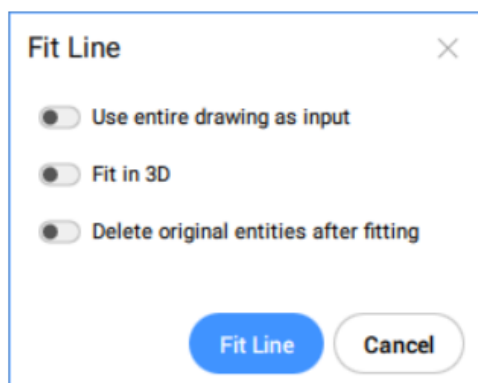 Fit Line
Use entire drawing as input
Fit in 3D
Delete original entities after fitting
Fit Line Cancel